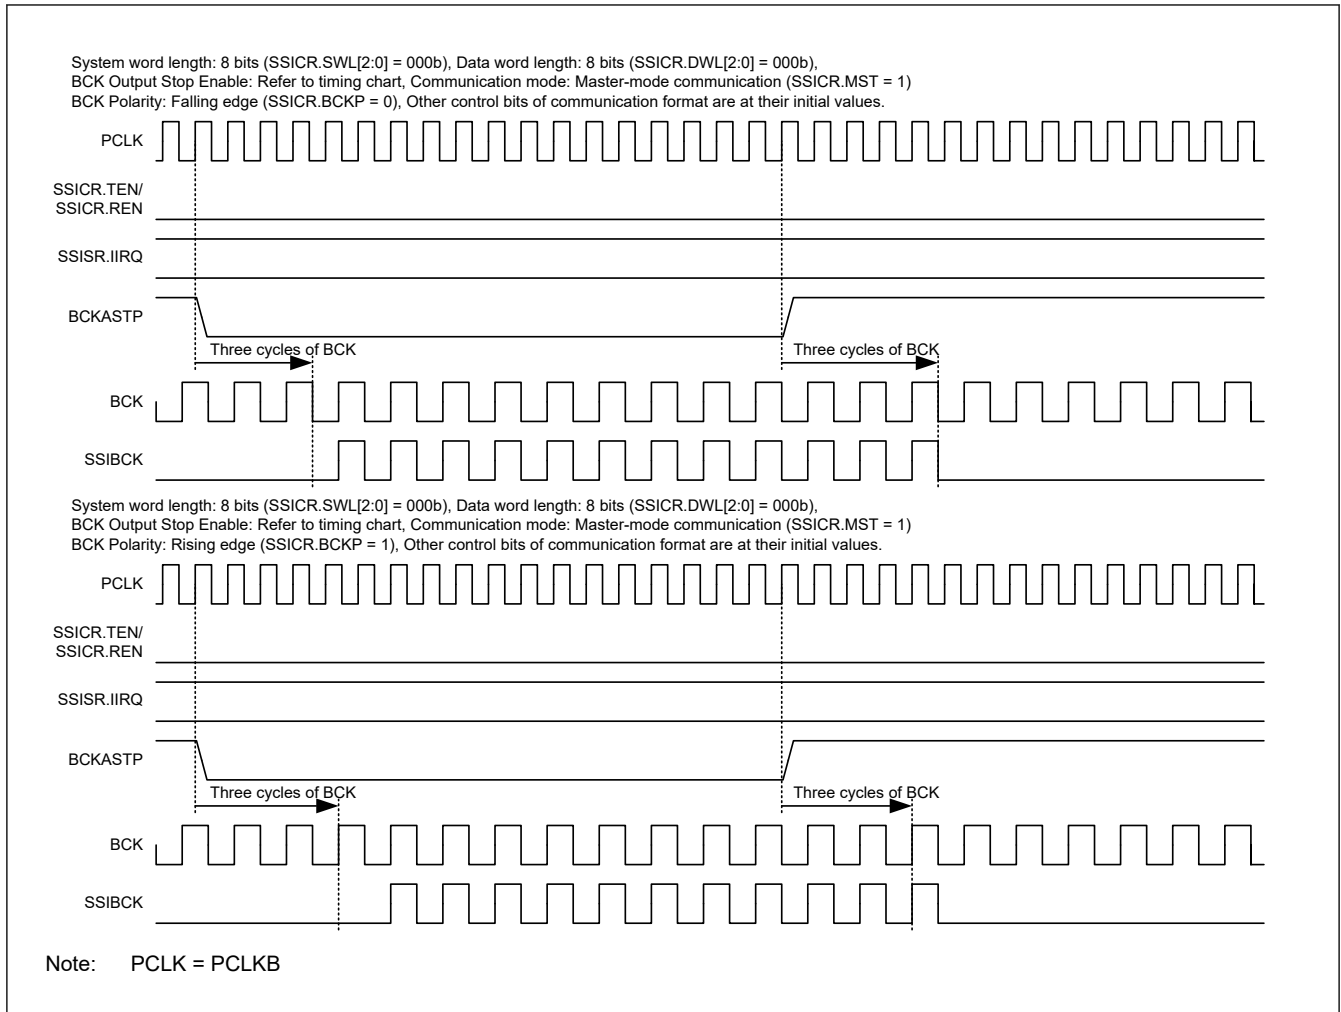 System word length: 8 bits (SSICR.SWL[2:0] = 000b), Data word length: 8 bits (SSICR.DWL[2:0] = 000b),
BCK Output Stop Enable: Refer to timing chart, Communication mode: Master-mode communication (SSICR.MST = 1)
BCK Polarity: Falling edge (SSICR.BCKP = 0), Other control bits of communication format are at their initial values.
PCLK
SSICR.TEN/
SSICR.REN
SSISR.IIRQ
BCKASTP
Three cycles of BCK Three cycles of BCK
BCK
SSIBCK
System word length: 8 bits (SSICR.SWL[2:0] = 000b), Data word length: 8 bits (SSICR.DWL[2:0] = 000b),
BCK Output Stop Enable: Refer to timing chart, Communication mode: Master-mode communication (SSICR.MST = 1)
BCK Polarity: Rising edge (SSICR.BCKP = 1), Other control bits of communication format are at their initial values.
PCLK
SSICR.TEN/
SSICR.REN
SSISR.IIRQ
BCKASTP
Three cycles of BCK Three cycles of BCK
BCK
SSIBCK
Note: PCLK = PCLKB